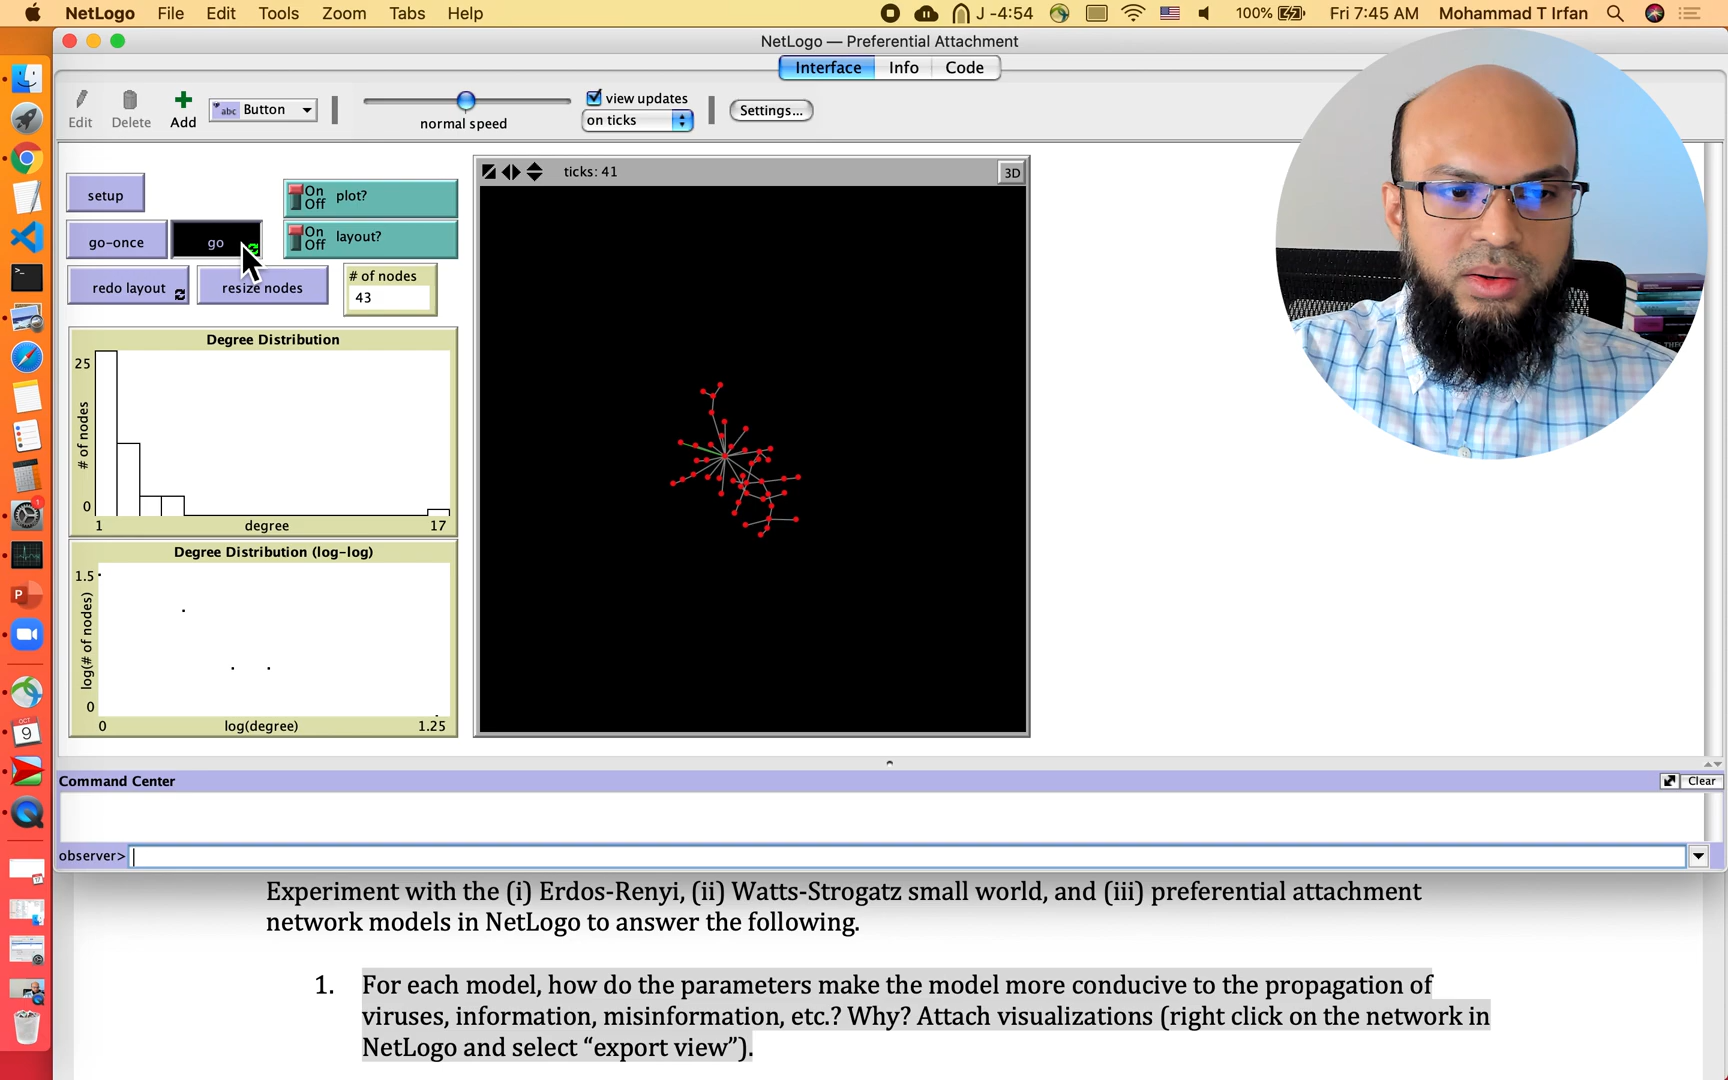 NetLogo File Edit Tools Zoom Tabs Help J -4:54 100% Fri 7:45 AM Mohammad T Irfan
NetLogo — Preferential Attachment
Interface Info Code
Edit Delete Add abc Button normal speed view updates on ticks Settings...
ticks: 41 3D
setup
On Off plot?
go-once go
On Off layout?
redo layout resize nodes
# of nodes
43
Degree Distribution
25
# of nodes
0
1 degree 17
Degree Distribution (log-log)
1.5
log(# of nodes)
0
0 log(degree) 1.25
OCT
9
P
1
17
Command Center Clear
observer>
Experiment with the (i) Erdos-Renyi, (ii) Watts-Strogatz small world, and (iii) preferential attachment
network models in NetLogo to answer the following.
1. For each model, how do the parameters make the model more conducive to the propagation of
viruses, information, misinformation, etc.? Why? Attach visualizations (right click on the network in
NetLogo and select “export view”).